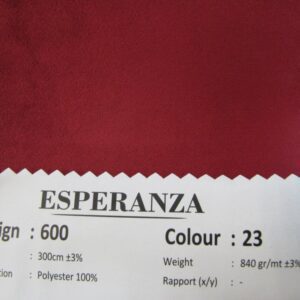 ESPERANZA
ign : 600 Colour : 23
: 300cm ±3% Weight : 840 gr/mt ±3%
tion : Polyester 100% Rapport (x/y) : -